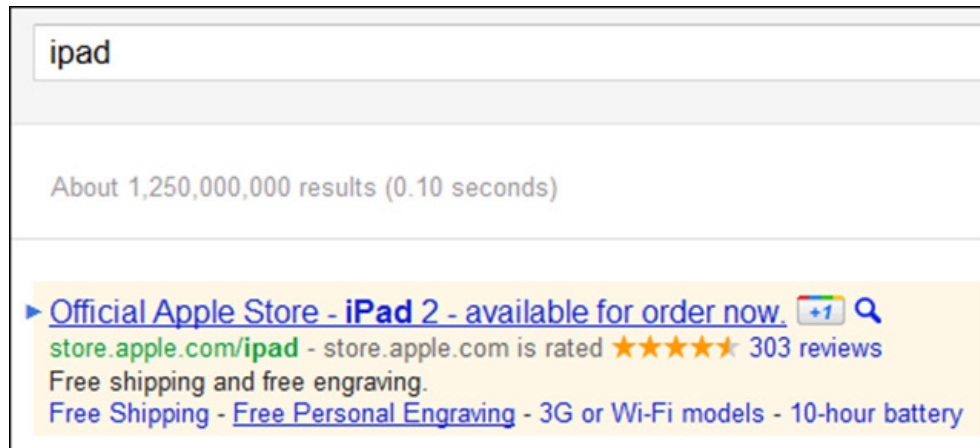 ipad
About 1,250,000,000 results (0.10 seconds)
Official Apple Store - iPad 2 - available for order now. +1
store.apple.com/ipad - store.apple.com is rated 303 reviews
Free shipping and free engraving.
Free Shipping - Free Personal Engraving - 3G or Wi-Fi models - 10-hour battery